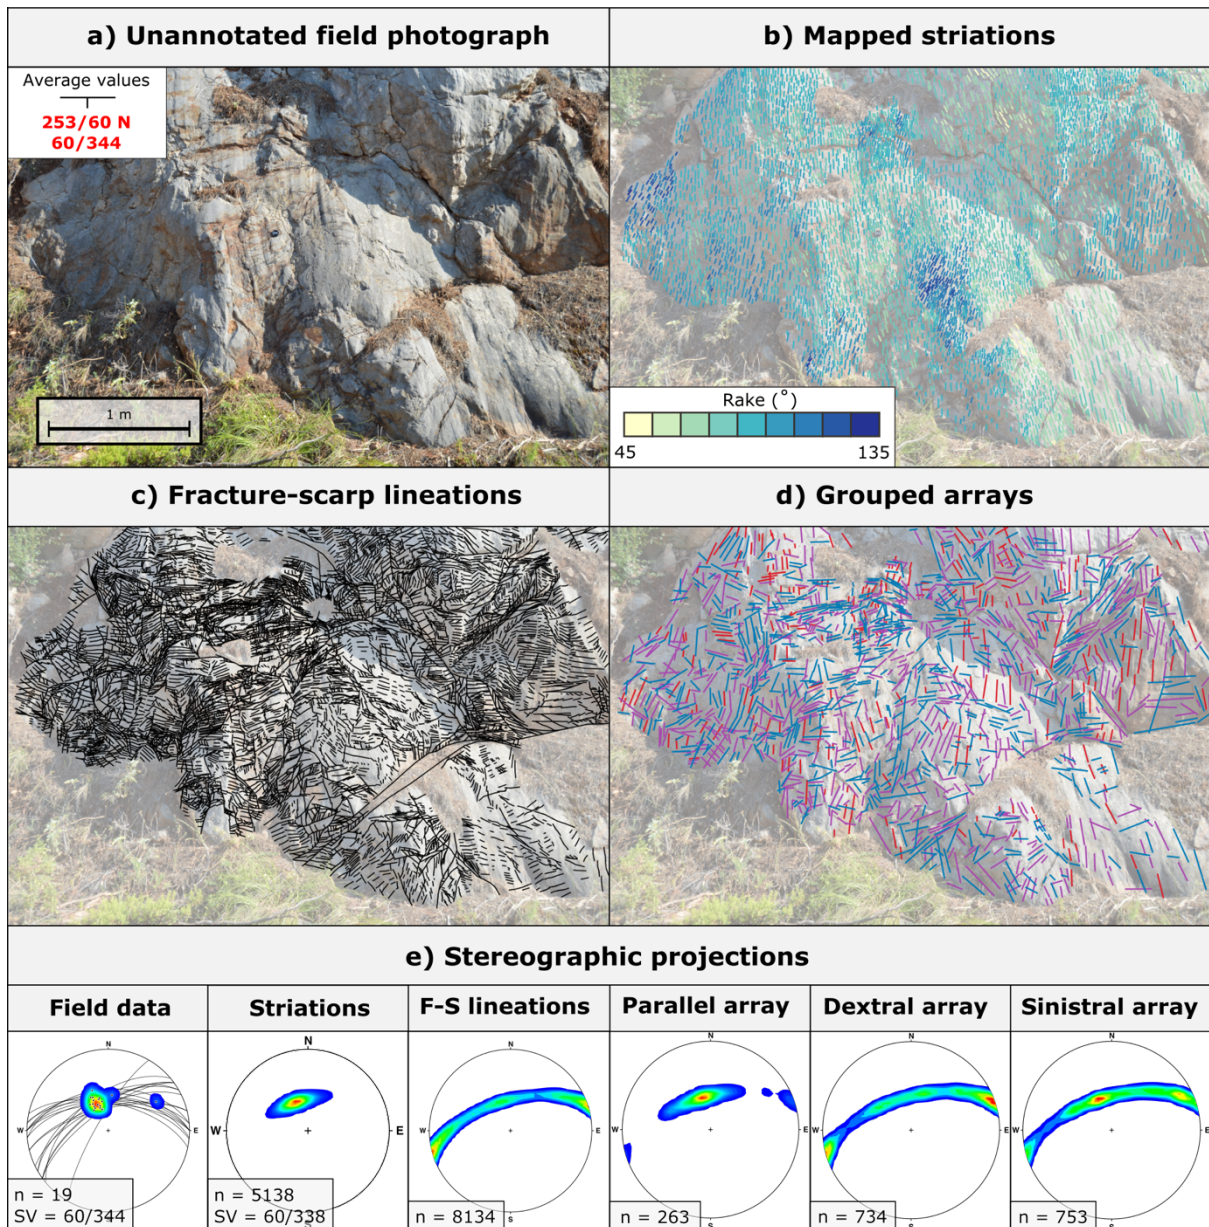 a) Unannotated field photograph
b) Mapped striations
Average values
253/60 N
60/344
1 m
Rake (°)
45 135
c) Fracture-scarp lineations
d) Grouped arrays
e) Stereographic projections
Field data
Striations
F-S lineations
Parallel array
Dextral array
Sinistral array
N
W
E
n = 19
SV = 60/344
N
W
E
n = 5138
SV = 60/338
N
W
E
S
n = 8134
N
W
E
S
n = 263
N
W
E
S
n = 734
N
W
E
S
n = 753